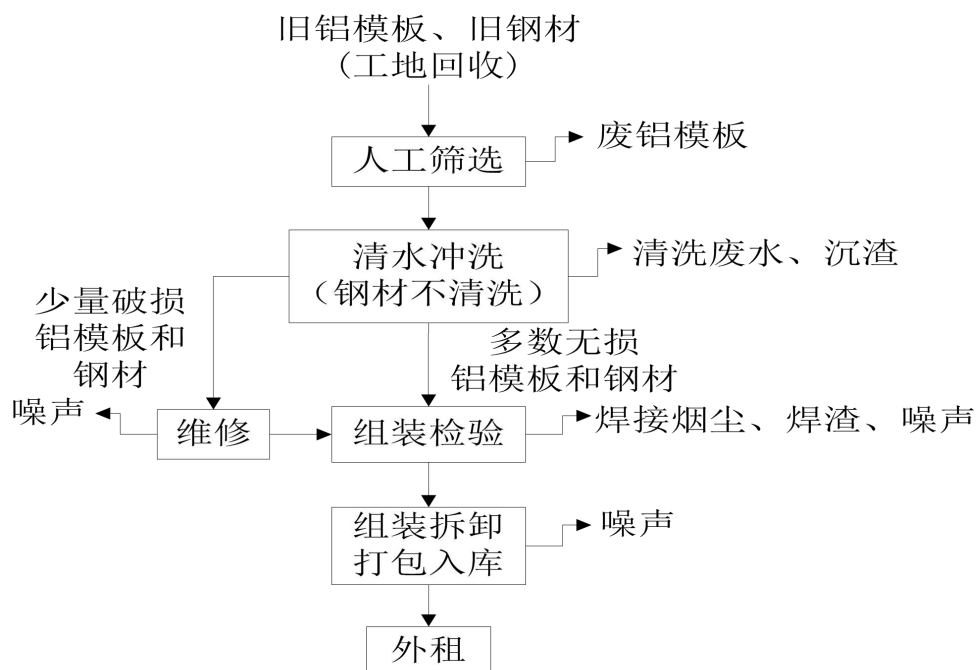 旧铝模板、旧钢材
（工地回收）
人工筛选
废铝模板
清水冲洗
（钢材不清洗）
清洗废水、沉渣
少量破损
铝模板和
钢材
多数无损
铝模板和钢材
噪声
维修
组装检验
焊接烟尘、焊渣、噪声
组装拆卸
打包入库
噪声
外租